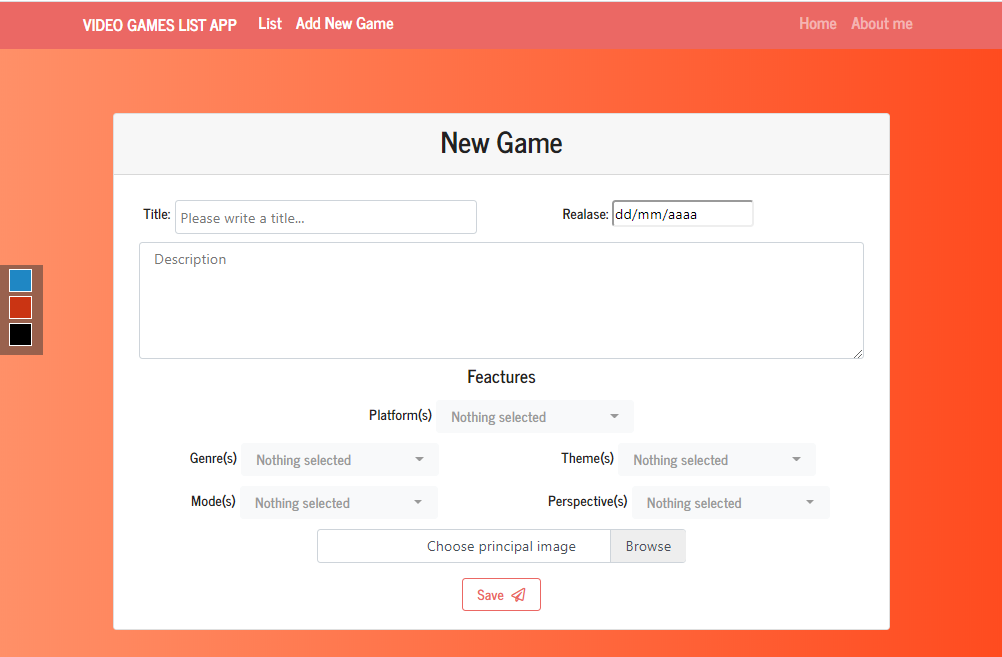 VIDEO GAMES LIST APP List Add New Game Home About me
New Game
Title: Please write a title... Realase: dd/mm/aaaa
Description
Feactures
Platform(s) Nothing selected
Genre(s) Nothing selected Theme(s) Nothing selected
Mode(s) Nothing selected Perspective(s) Nothing selected
Choose principal image Browse
Save